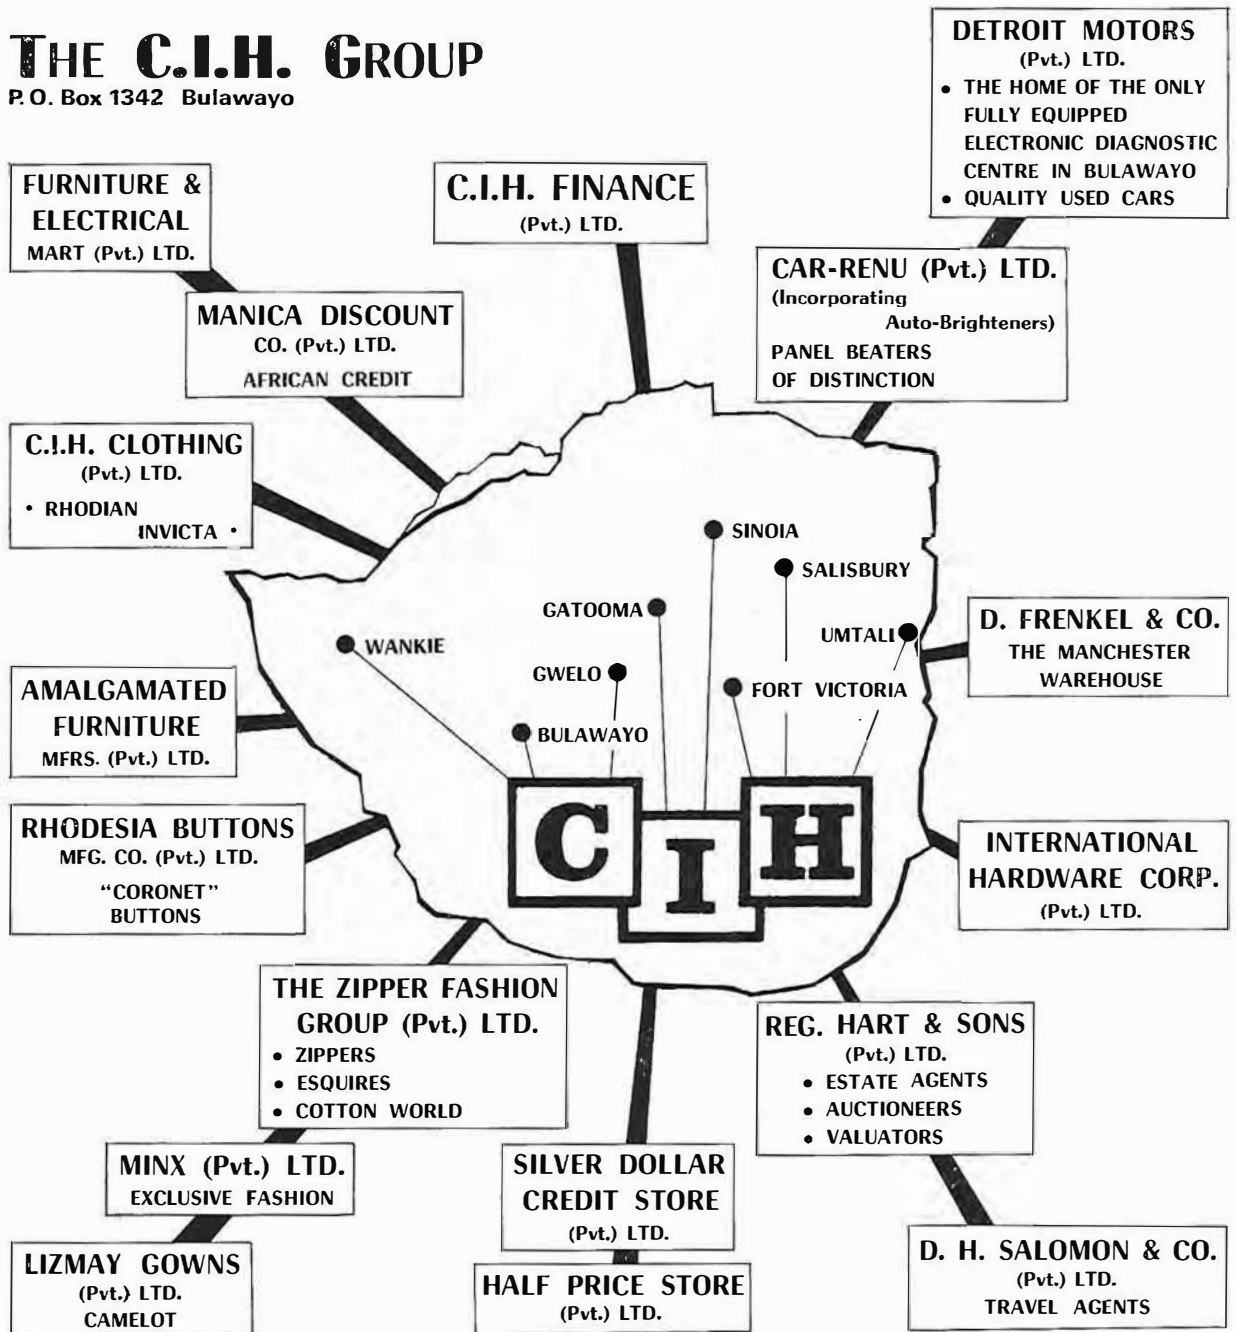 THE C.I.H. GROUP
P. O. Box 1342 Bulawayo
DETROIT MOTORS
(Pvt.) LTD.
• THE HOME OF THE ONLY
FULLY EQUIPPED
ELECTRONIC DIAGNOSTIC
CENTRE IN BULAWAYO
• QUALITY USED CARS
FURNITURE &
ELECTRICAL
MART (Pvt.) LTD.
C.I.H. FINANCE
(Pvt.) LTD.
CAR-RENU (Pvt.) LTD.
(Incorporating
Auto-Brighteners)
PANEL BEATERS
OF DISTINCTION
MANICA DISCOUNT
CO. (Pvt.) LTD.
AFRICAN CREDIT
C.I.H. CLOTHING
(Pvt.) LTD.
• RHODIAN
INVICTA •
SINOIA
SALISBURY
GATOOMA
UMTALI
WANKIE
GWELO
FORT VICTORIA
BULAWAYO
C I H
D. FRENKEL & CO.
THE MANCHESTER
WAREHOUSE
AMALGAMATED
FURNITURE
MFRS. (Pvt.) LTD.
RHODESIA BUTTONS
MFG. CO. (Pvt.) LTD.
“CORONET”
BUTTONS
INTERNATIONAL
HARDWARE CORP.
(Pvt.) LTD.
THE ZIPPER FASHION
GROUP (Pvt.) LTD.
• ZIPPERS
• ESQUIRES
• COTTON WORLD
REG. HART & SONS
(Pvt.) LTD.
• ESTATE AGENTS
• AUCTIONEERS
• VALUATORS
MINX (Pvt.) LTD.
EXCLUSIVE FASHION
SILVER DOLLAR
CREDIT STORE
(Pvt.) LTD.
LIZMAY GOWNS
(Pvt.) LTD.
CAMELOT
HALF PRICE STORE
(Pvt.) LTD.
D. H. SALOMON & CO.
(Pvt.) LTD.
TRAVEL AGENTS